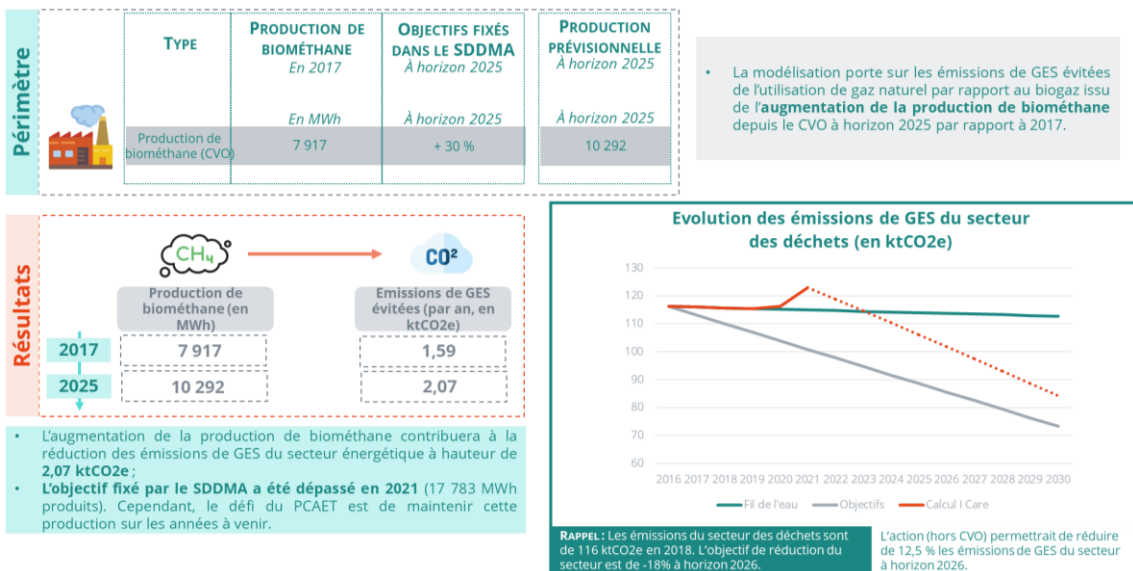 Périmètre
TYPE
PRODUCTION DE
BIOMÉTHANE
En 2017
En MWh
OBJECTIFS FIXÉS
DANS LE SDDMA
À horizon 2025
À horizon 2025
PRODUCTION
PRÉVISIONNELLE
À horizon 2025
À horizon 2025
Production de
biométhane (CVO)
7 917
+ 30 %
10 292
• La modélisation porte sur les émissions de GES évitées
de l'utilisation de gaz naturel par rapport au biogaz issu
de l'augmentation de la production de biométhane
depuis le CVO à horizon 2025 par rapport à 2017.
Résultats
CH4
CO²
Production de
biométhane (en
MWh)
Emissions de GES
évitées (par an, en
ktCO2e)
2017
7 917
1,59
2025
10 292
2,07
• L'augmentation de la production de biométhane contribuera à la
réduction des émissions de GES du secteur énergétique à hauteur de
2,07 ktCO2e ;
• L'objectif fixé par le SDDMA a été dépassé en 2021 (17 783 MWh
produits). Cependant, le défi du PCAET est de maintenir cette
production sur les années à venir.
Evolution des émissions de GES du secteur
des déchets (en ktCO2e)
130
120
110
100
90
80
70
60
2016 2017 2018 2019 2020 2021 2022 2023 2024 2025 2026 2027 2028 2029 2030
Fil de l'eau
Objectifs
Calcul I Care
RAPPEL : Les émissions du secteur des déchets sont
de 116 ktCO2e en 2018. L'objectif de réduction du
secteur est de -18% à horizon 2026.
L'action (hors CVO) permettrait de réduire
de 12,5 % les émissions de GES du secteur
à horizon 2026.